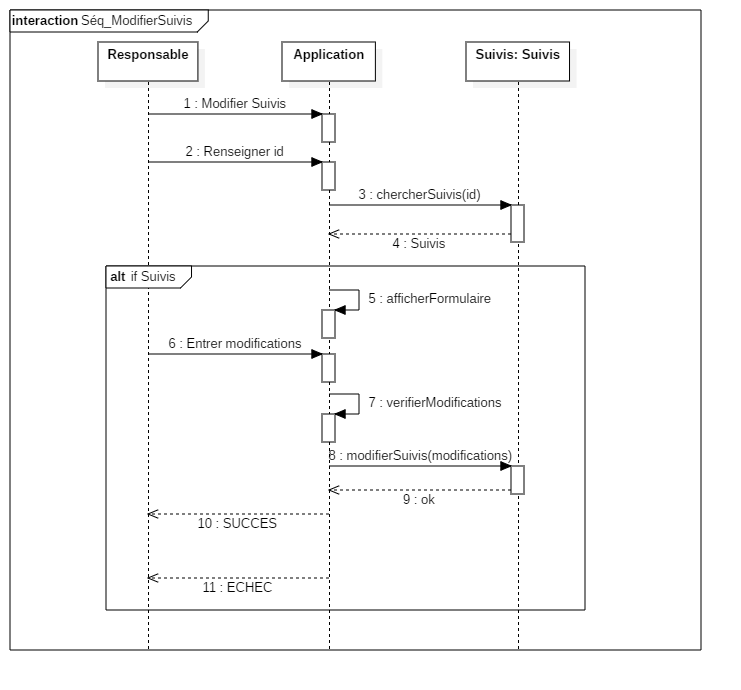 interaction Séq_ModifierSuivis
Responsable
Application
Suivis: Suivis
1 : Modifier Suivis
2 : Renseigner id
3 : chercherSuivis(id)
4 : Suivis
alt if Suivis
5 : afficherFormulaire
6 : Entrer modifications
7 : verifierModifications
8 : modifierSuivis(modifications)
9 : ok
10 : SUCCES
11 : ECHEC